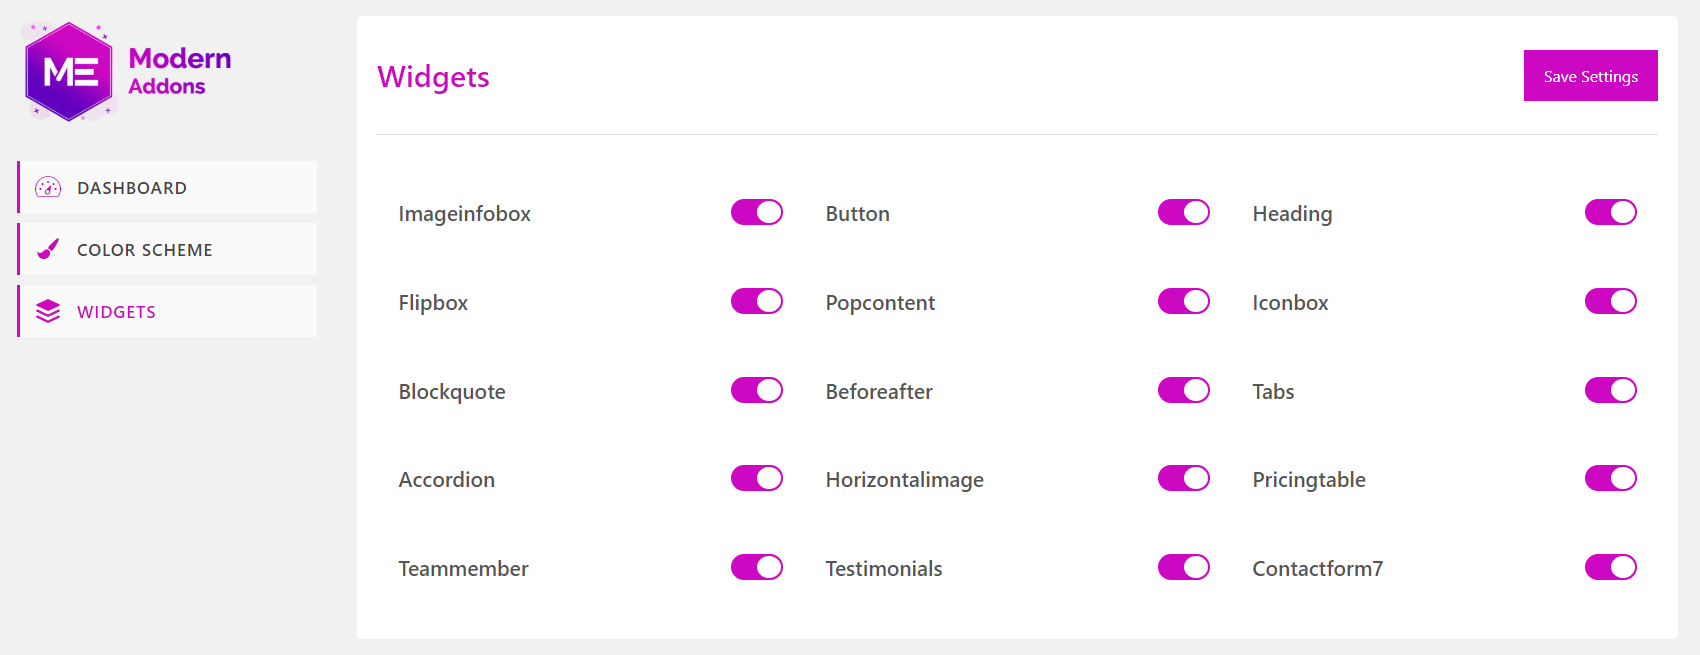 ME
Modern
Addons
DASHBOARD
COLOR SCHEME
WIDGETS
Widgets
Save Settings
Imageinfobox
Button
Heading
Flipbox
Popcontent
Iconbox
Blockquote
Beforeafter
Tabs
Accordion
Horizontalimage
Pricingtable
Teammember
Testimonials
Contactform7